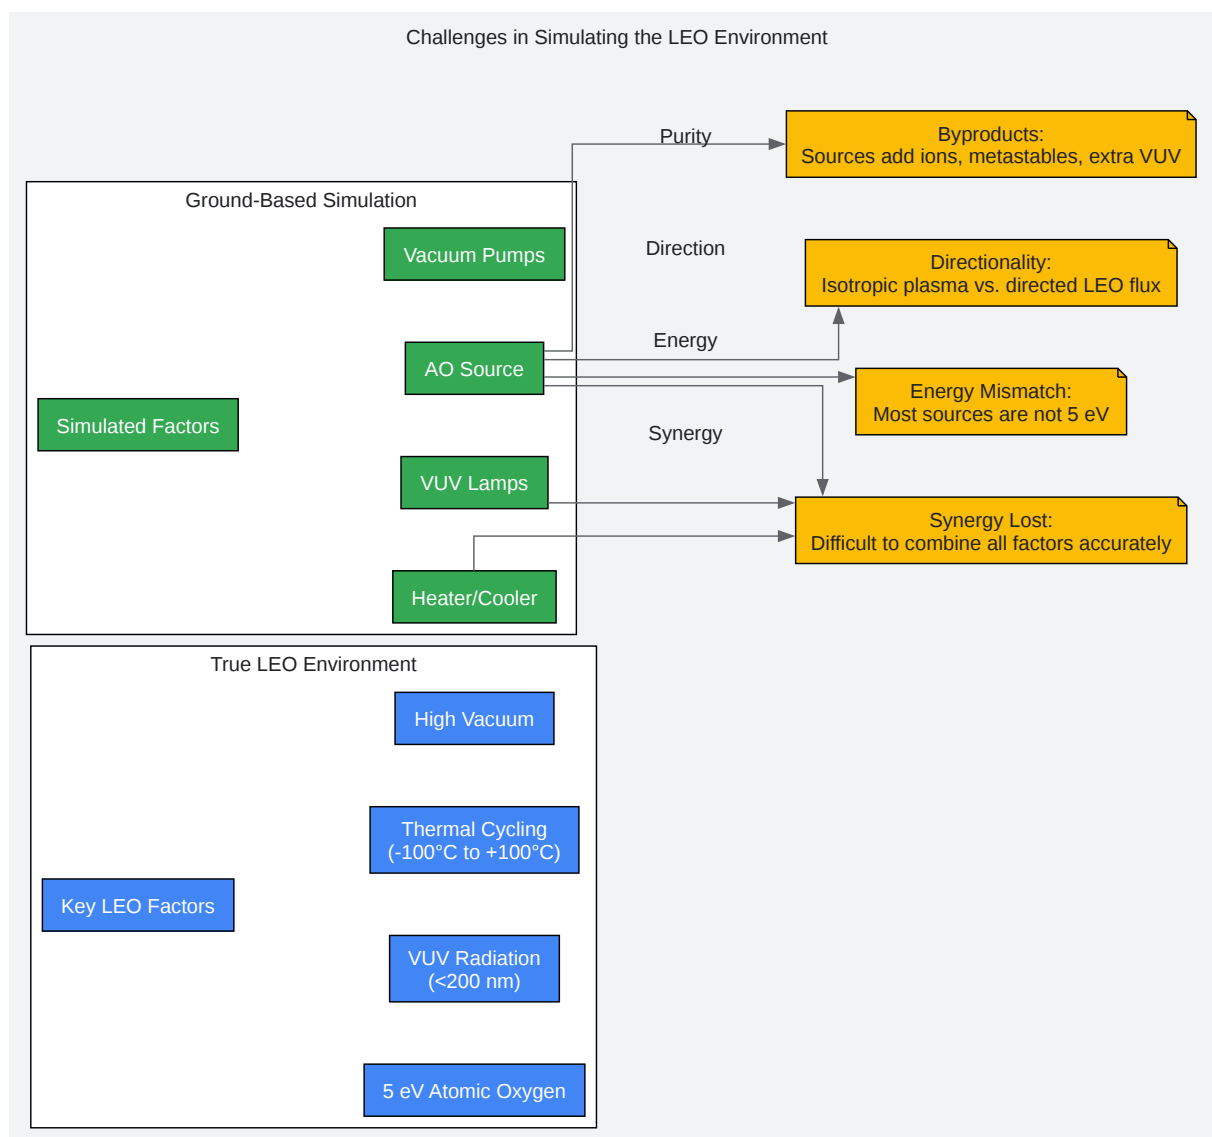 Challenges in Simulating the LEO Environment
Purity
Byproducts:
Sources add ions, metastables, extra VUV
Ground-Based Simulation
Vacuum Pumps
Direction
Directionality:
Isotropic plasma vs. directed LEO flux
Energy
AO Source
Energy Mismatch:
Most sources are not 5 eV
Simulated Factors
Synergy
VUV Lamps
Synergy Lost:
Difficult to combine all factors accurately
Heater/Cooler
True LEO Environment
High Vacuum
Thermal Cycling
(-100°C to +100°C)
Key LEO Factors
VUV Radiation
(<200 nm)
5 eV Atomic Oxygen